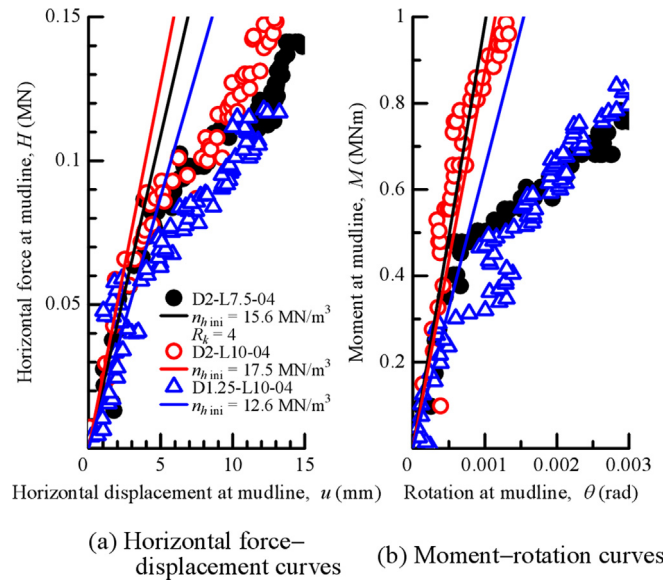 Horizontal force at mudline, H (MN)
0.15
0.1
0.05
0
5
10
15
Horizontal displacement at mudline, u (mm)
D2-L7.5-04
n_h ini = 15.6 MN/m³
R_k = 4
D2-L10-04
n_h ini = 17.5 MN/m³
D1.25-L10-04
n_h ini = 12.6 MN/m³
(a) Horizontal force–
displacement curves
Moment at mudline, M (MNm)
1
0.8
0.6
0.4
0.2
0
0.001
0.002
0.003
Rotation at mudline, θ (rad)
(b) Moment–rotation curves